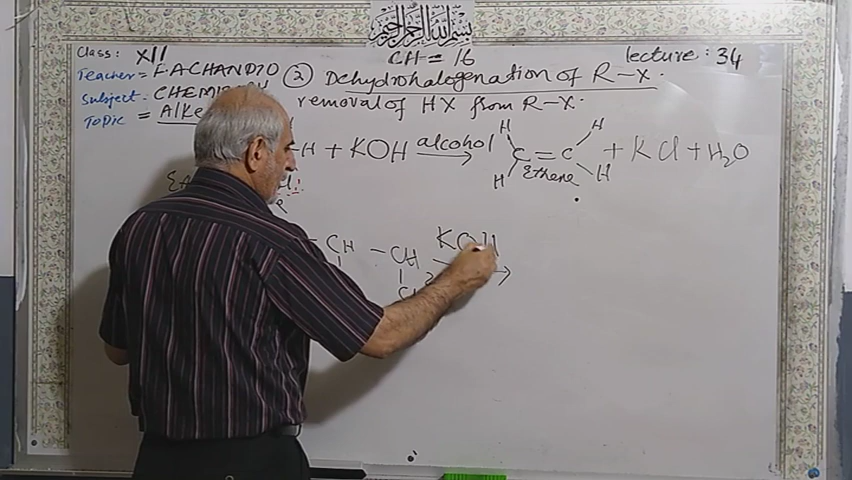 بسم الله الرحمن الرحيم
Class: XII
CH = 16
lecture: 34
Teacher = F.A CHANDIO
② Dehydrohalogenation of R-X.
Subject.
removal of HX from R-X.
Topic = Alke
-H + KOH alcohol → H H C = C H H + KCl + H₂O
Ethene
CH - CH KOH →